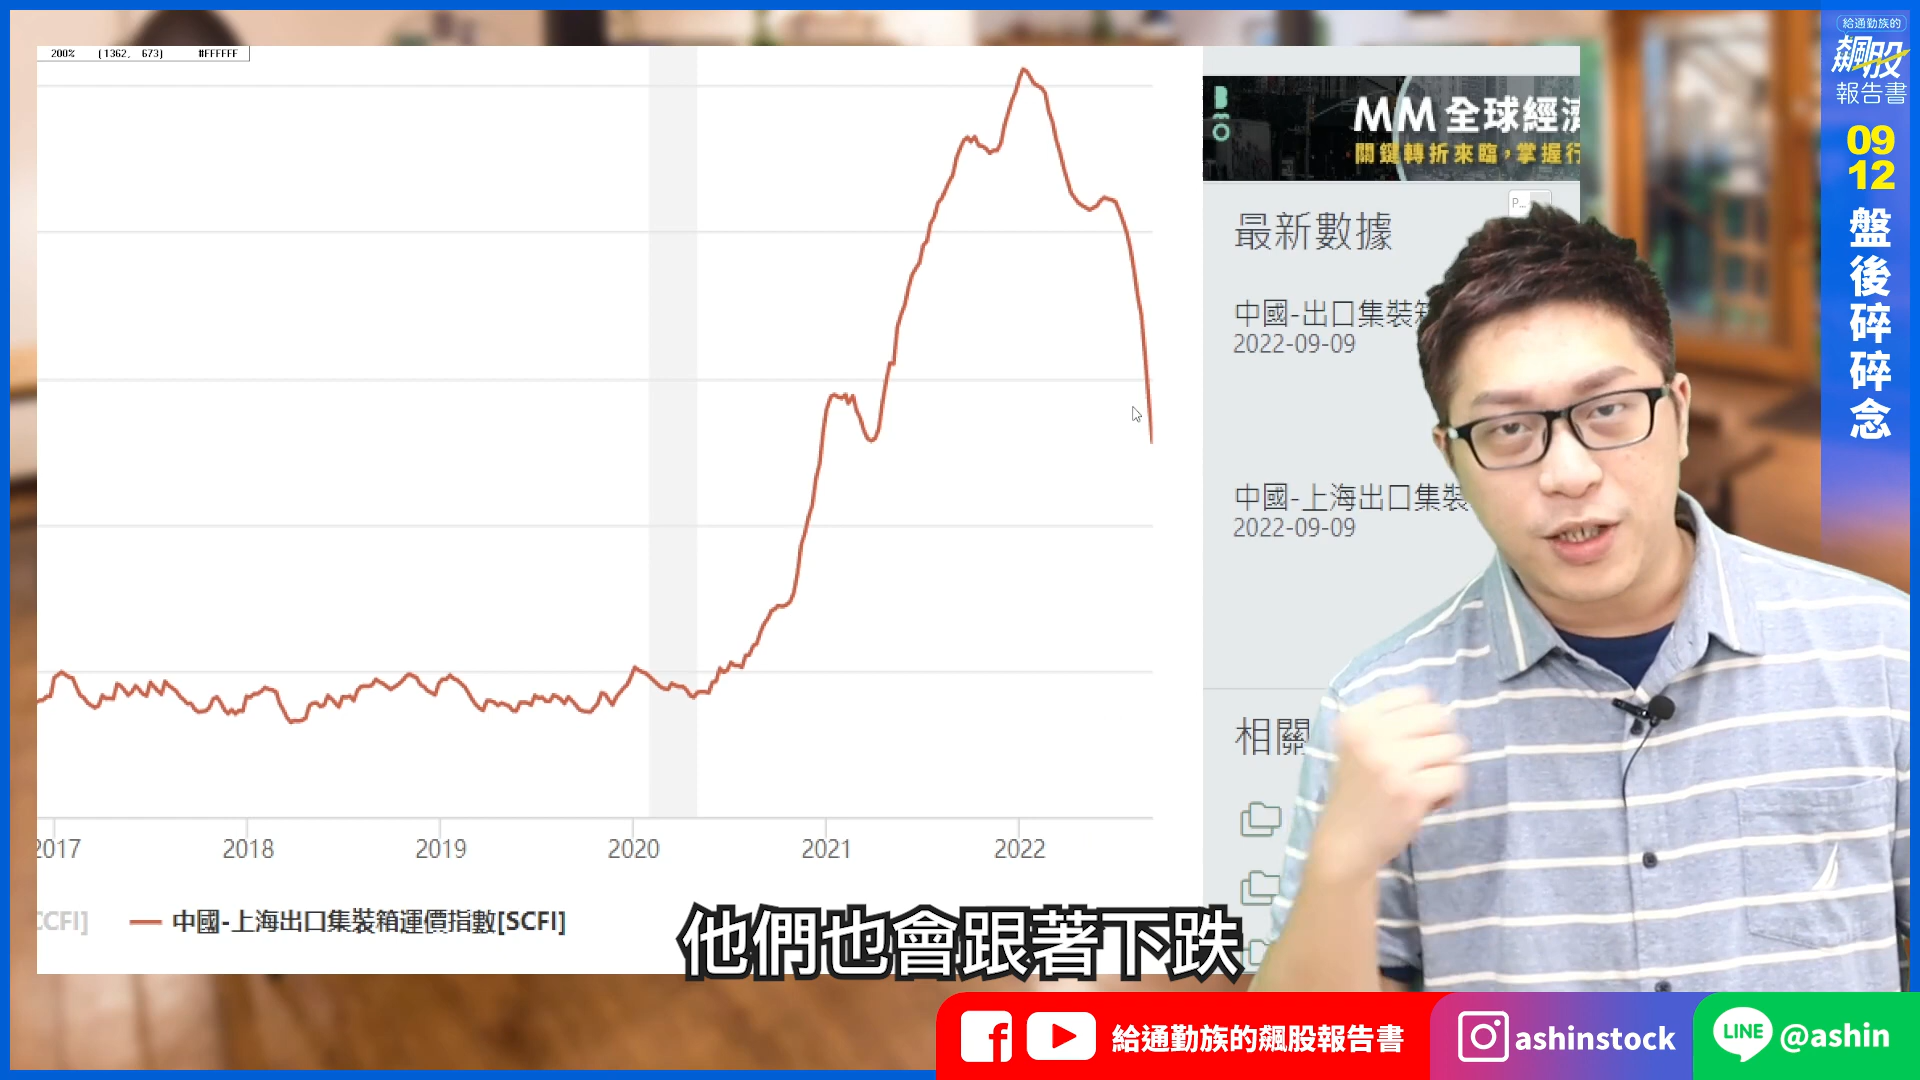 200% (1362, 673) #FFFFFF
MM 全球經濟
關鍵轉折來臨,掌握行
P...
最新數據
中國-出口集裝箱
2022-09-09
中國-上海出口集裝
2022-09-09
相關
2017 2018 2019 2020 2021 2022
CCFI]
中國-上海出口集裝箱運價指數[SCFI]
他們也會跟著下跌
給通勤族的飆股報告書
ashinstock
LINE @ashin
給通勤族的
飆股
報告書
09
12
盤後碎碎念